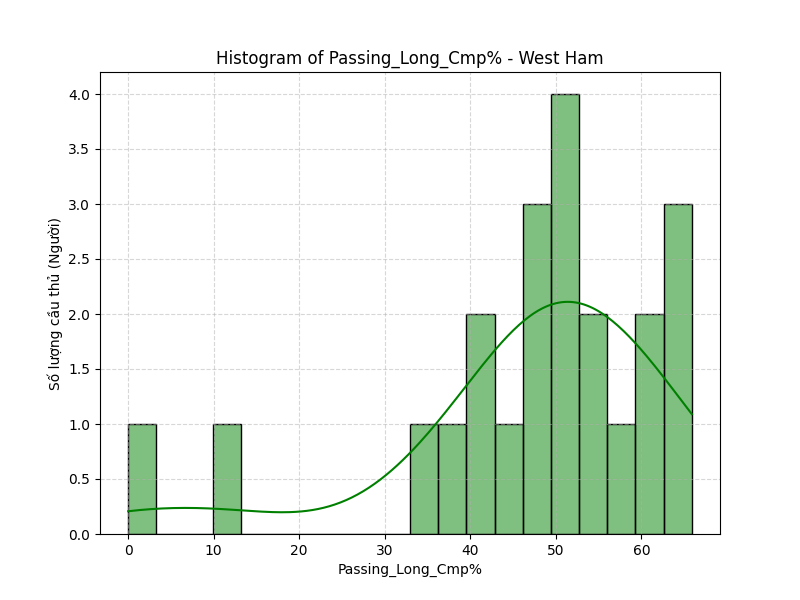 Histogram of Passing_Long_Cmp% - West Ham
Số lượng cầu thủ (Người)
4.0
3.5
3.0
2.5
2.0
1.5
1.0
0.5
0.0
0 10 20 30 40 50 60
Passing_Long_Cmp%